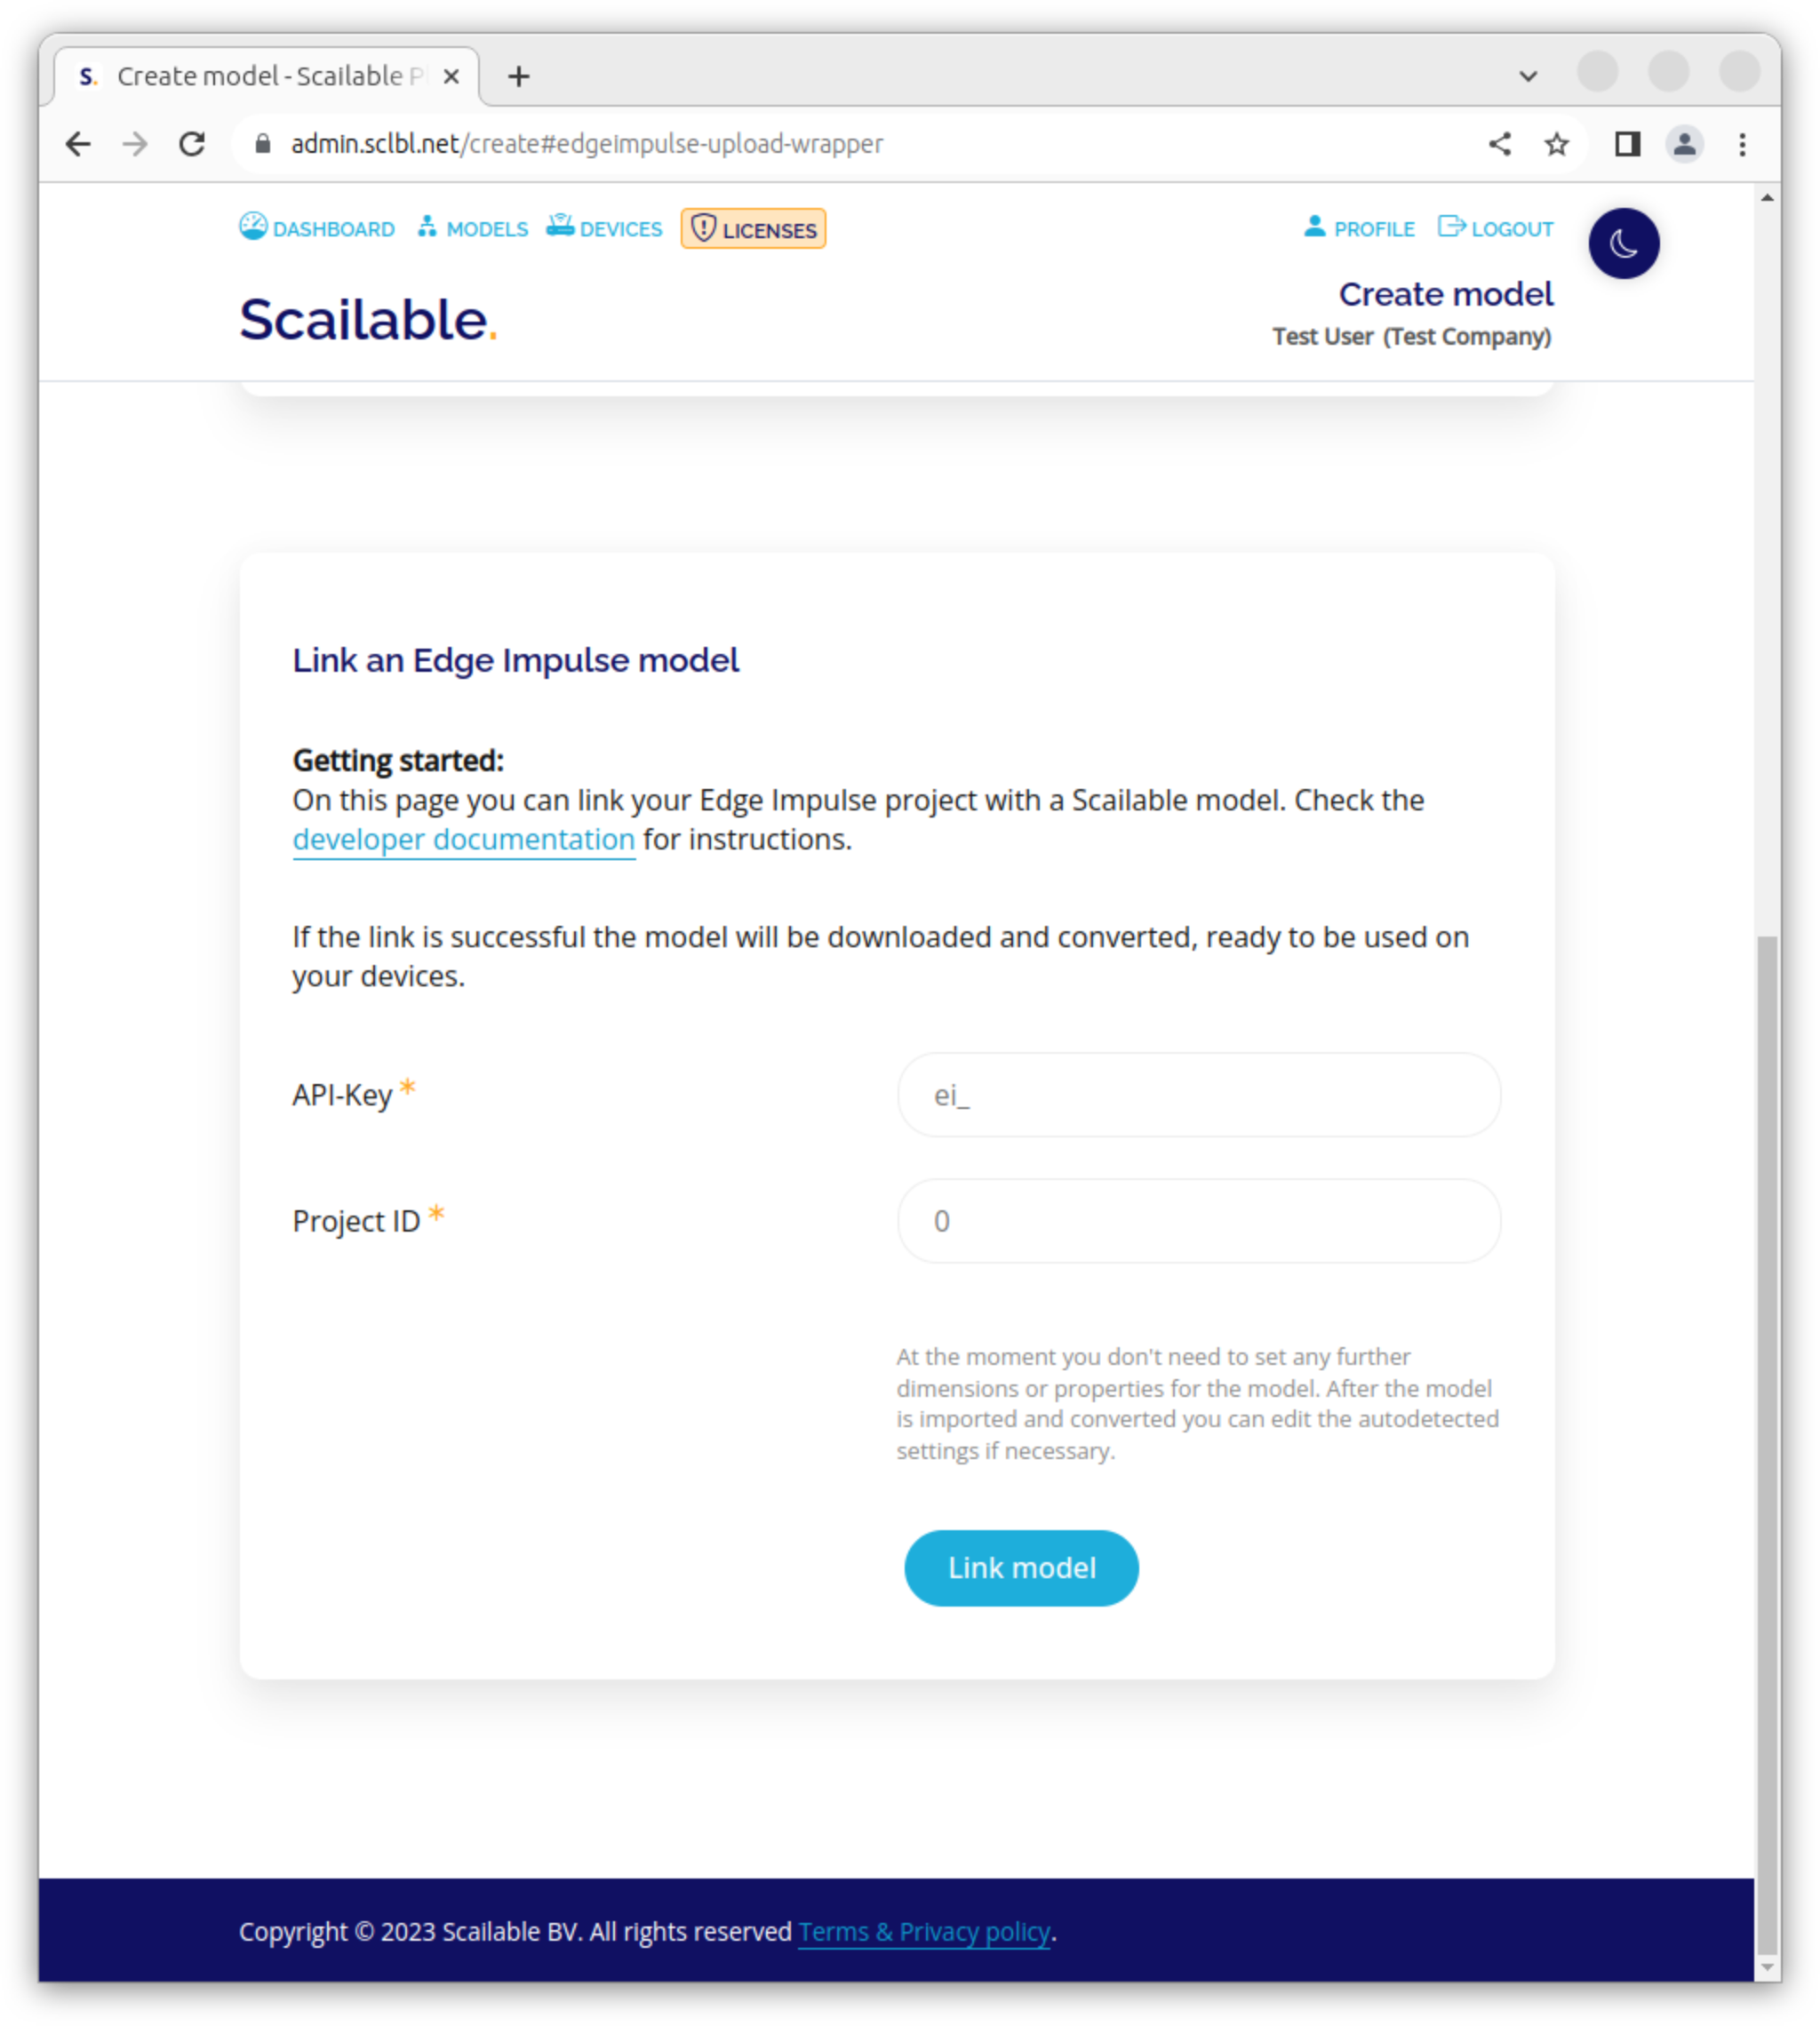 S. Create model - Scailable P
admin.sclbl.net/create#edgeimpulse-upload-wrapper
DASHBOARD MODELS DEVICES LICENSES PROFILE LOGOUT
Scailable.
Create model
Test User (Test Company)
Link an Edge Impulse model
Getting started:
On this page you can link your Edge Impulse project with a Scailable model. Check the
developer documentation for instructions.
If the link is successful the model will be downloaded and converted, ready to be used on
your devices.
API-Key *
ei_
Project ID *
0
At the moment you don't need to set any further
dimensions or properties for the model. After the model
is imported and converted you can edit the autodetected
settings if necessary.
Link model
Copyright © 2023 Scailable BV. All rights reserved Terms & Privacy policy.